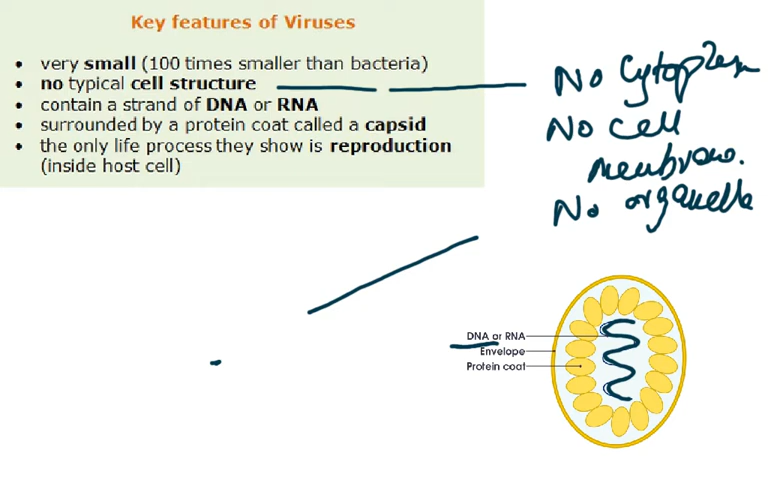 Key features of Viruses
• very small (100 times smaller than bacteria)
• no typical cell structure
• contain a strand of DNA or RNA
• surrounded by a protein coat called a capsid
• the only life process they show is reproduction
(inside host cell)
No Cytoplasm
No Cell
membrane.
No organelle
DNA or RNA
Envelope
Protein coat